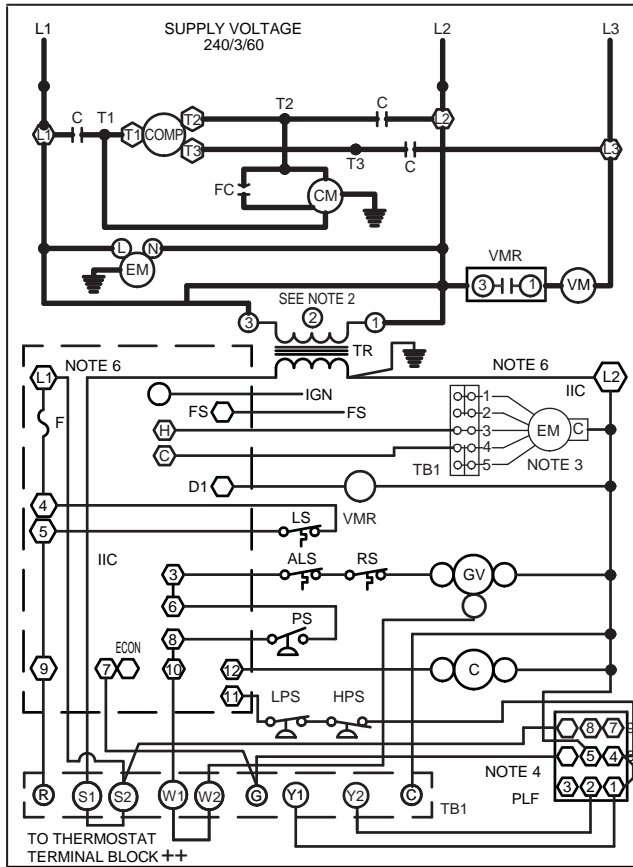 L1 SUPPLY VOLTAGE L2 L3
240/3/60
C T1 T2 T2 C
L1 T1 COMP L2
T3 T3 C L3
FC CM
L N VMR
EM 3 1 VM
SEE NOTE 2
3 2 1
TR
NOTE 6 NOTE 6
L1 L2
IGN IIC
F FS FS 1
H 2
3 EM C
C 4
TB1 5 NOTE 3
D1
4 LS VMR
5
IIC ALS RS
3 GV
6
PS
8
ECON
9 7 10 12 C
11 LPS HPS
8 7 9
5 4
NOTE 4
3 2 1
PLF
R S1 S2 W1 W2 G Y1 Y2 C
TB1
TO THERMOSTAT
TERMINAL BLOCK ++